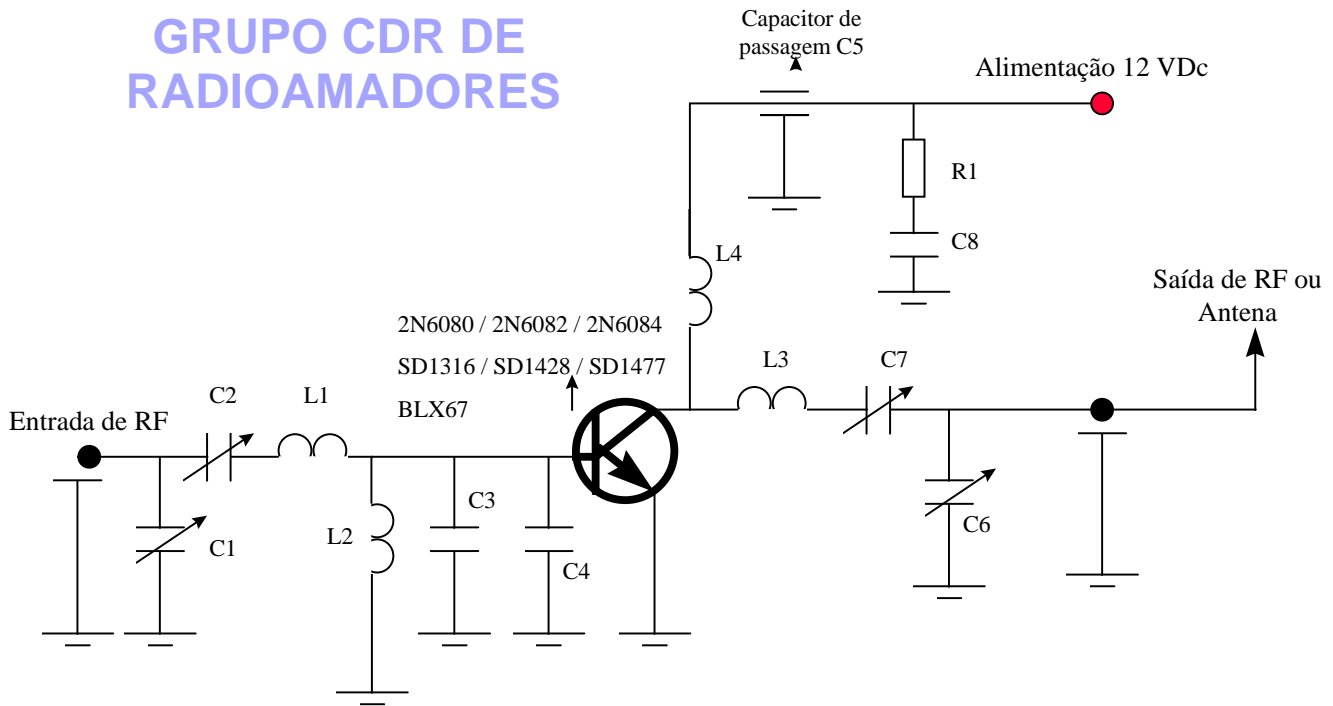 GRUPO CDR DE
RADIOAMADORES
Capacitor de
passagem C5
Alimentação 12 VDc
R1
C8
L4
Saída de RF ou
Antena
2N6080 / 2N6082 / 2N6084
SD1316 / SD1428 / SD1477
BLX67
L3
C7
C2
L1
Entrada de RF
C1
L2
C3
C4
C6